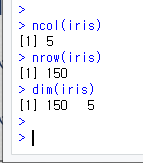 >
> ncol(iris)
[1] 5
> nrow(iris)
[1] 150
> dim(iris)
[1] 150   5
>
>